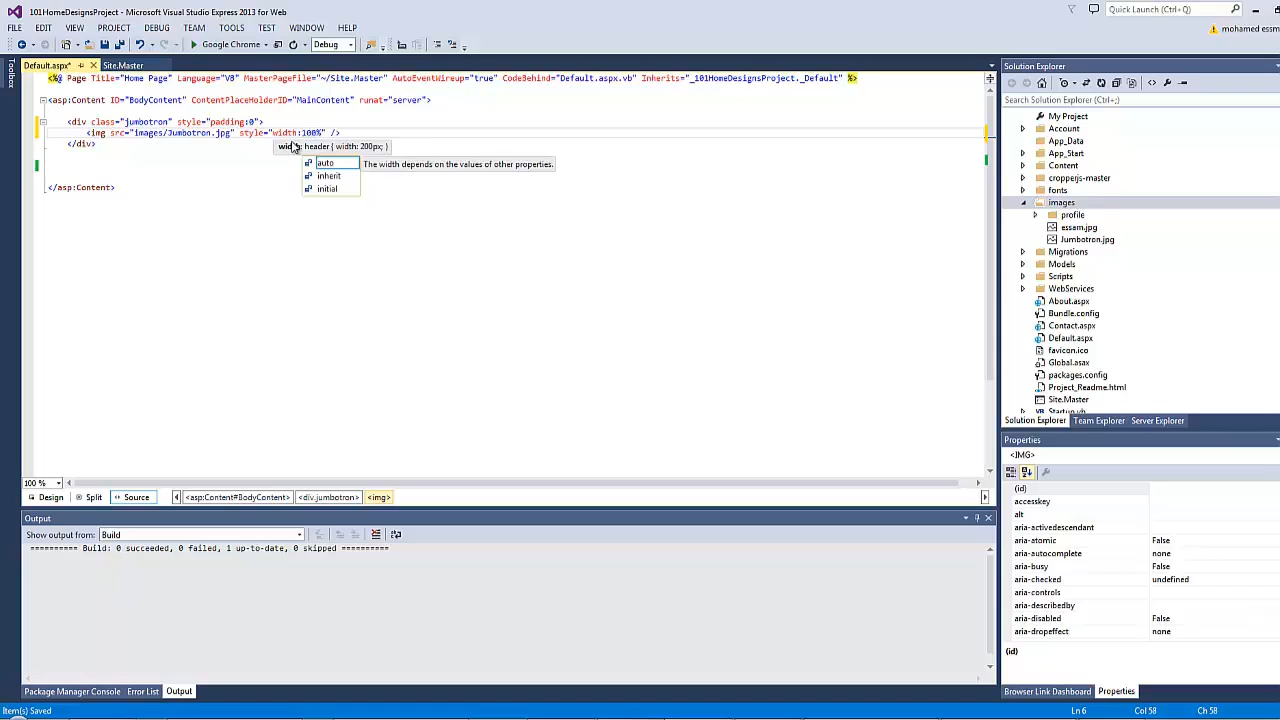 101HomeDesignsProject - Microsoft Visual Studio Express 2013 for Web
Quick Launch (Ctrl+Q)
FILE EDIT VIEW PROJECT DEBUG TEAM TOOLS TEST WINDOW HELP
mohamed essm
Google Chrome
Debug
Toolbox
Default.aspx*
Site.Master
<%@ Page Title="Home Page" Language="VB" MasterPageFile="~/Site.Master" AutoEventWireup="true" CodeBehind="Default.aspx.vb" Inherits="_101HomeDesignsProject._Default" %>
<asp:Content ID="BodyContent" ContentPlaceHolderID="MainContent" runat="server">
<div class="jumbotron" style="padding:0">
<img src="images/Jumbotron.jpg" style="width:100%" />
</div>
width: header { width: 200px; }
auto
The width depends on the values of other properties.
inherit
initial
</asp:Content>
100 %
Design Split Source
<asp:Content#BodyContent> <div.jumbotron> <img>
Output
Show output from: Build
========== Build: 0 succeeded, 0 failed, 1 up-to-date, 0 skipped ==========
Package Manager Console Error List Output
Solution Explorer
Search Solution Explorer (Ctrl+;)
My Project
Account
App_Data
App_Start
Content
cropperjs-master
fonts
images
profile
essam.jpg
Jumbotron.jpg
Migrations
Models
Scripts
WebServices
About.aspx
Bundle.config
Contact.aspx
Default.aspx
favicon.ico
Global.asax
packages.config
Project_Readme.html
Site.Master
Startup.vb
Solution Explorer Team Explorer Server Explorer
Properties
<IMG>
(id)
accesskey
alt
aria-activedescendant
aria-atomic False
aria-autocomplete none
aria-busy False
aria-checked undefined
aria-controls
aria-describedby
aria-disabled False
aria-dropeffect none
(id)
Browser Link Dashboard Properties
Item(s) Saved
Ln 6 Col 58 Ch 58